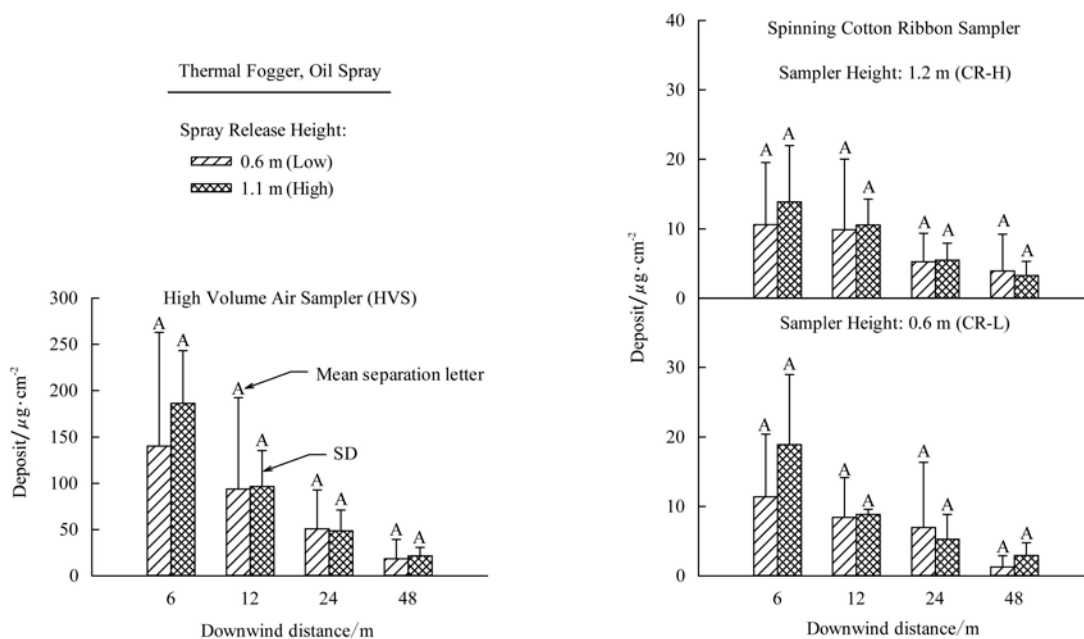 Thermal Fogger, Oil Spray
Spray Release Height:
0.6 m (Low)
1.1 m (High)
High Volume Air Sampler (HVS)
Deposit/μg·cm⁻²
300
250
200
150
100
50
0
A A A A A A A A
Mean separation letter
SD
6 12 24 48
Downwind distance/m
Spinning Cotton Ribbon Sampler
Sampler Height: 1.2 m (CR-H)
Deposit/μg·cm⁻²
40
30
20
10
0
A A A A A A A A
Sampler Height: 0.6 m (CR-L)
30
20
10
0
A A A A A A A A
6 12 24 48
Downwind distance/m